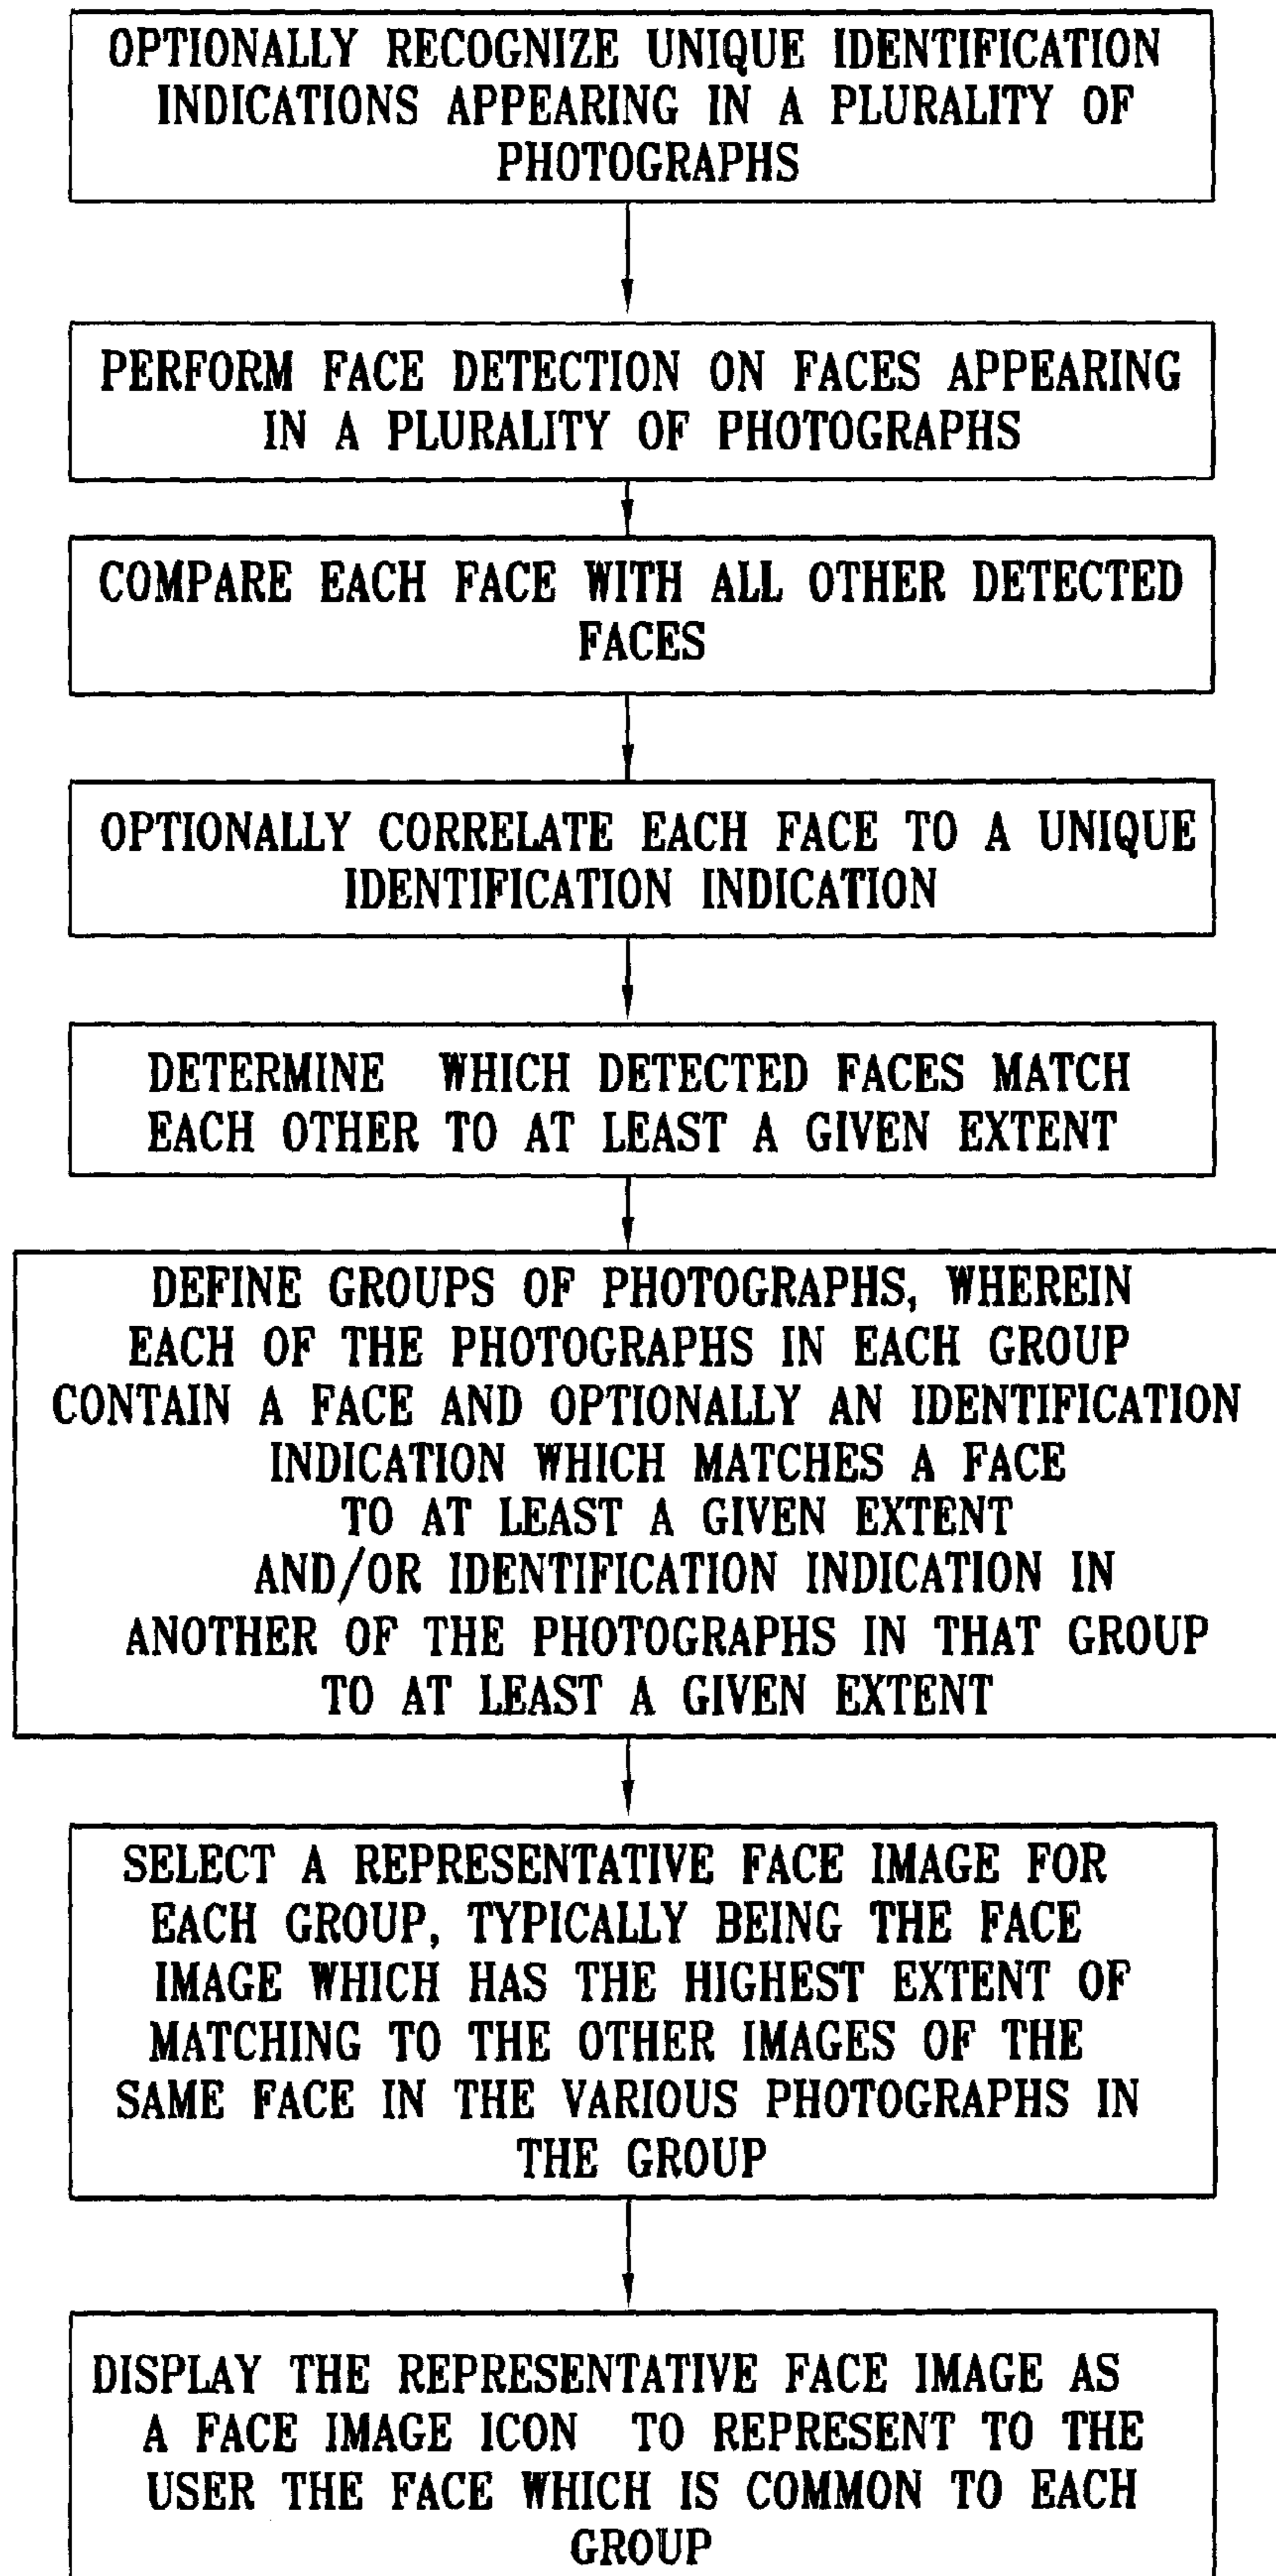 OPTIONALLY RECOGNIZE UNIQUE IDENTIFICATION
INDICATIONS APPEARING IN A PLURALITY OF
PHOTOGRAPHS
PERFORM FACE DETECTION ON FACES APPEARING
IN A PLURALITY OF PHOTOGRAPHS
COMPARE EACH FACE WITH ALL OTHER DETECTED
FACES
OPTIONALLY CORRELATE EACH FACE TO A UNIQUE
IDENTIFICATION INDICATION
DETERMINE WHICH DETECTED FACES MATCH
EACH OTHER TO AT LEAST A GIVEN EXTENT
DEFINE GROUPS OF PHOTOGRAPHS, WHEREIN
EACH OF THE PHOTOGRAPHS IN EACH GROUP
CONTAIN A FACE AND OPTIONALLY AN IDENTIFICATION
INDICATION WHICH MATCHES A FACE
TO AT LEAST A GIVEN EXTENT
AND/OR IDENTIFICATION INDICATION IN
ANOTHER OF THE PHOTOGRAPHS IN THAT GROUP
TO AT LEAST A GIVEN EXTENT
SELECT A REPRESENTATIVE FACE IMAGE FOR
EACH GROUP, TYPICALLY BEING THE FACE
IMAGE WHICH HAS THE HIGHEST EXTENT OF
MATCHING TO THE OTHER IMAGES OF THE
SAME FACE IN THE VARIOUS PHOTOGRAPHS IN
THE GROUP
DISPLAY THE REPRESENTATIVE FACE IMAGE AS
A FACE IMAGE ICON TO REPRESENT TO THE
USER THE FACE WHICH IS COMMON TO EACH
GROUP